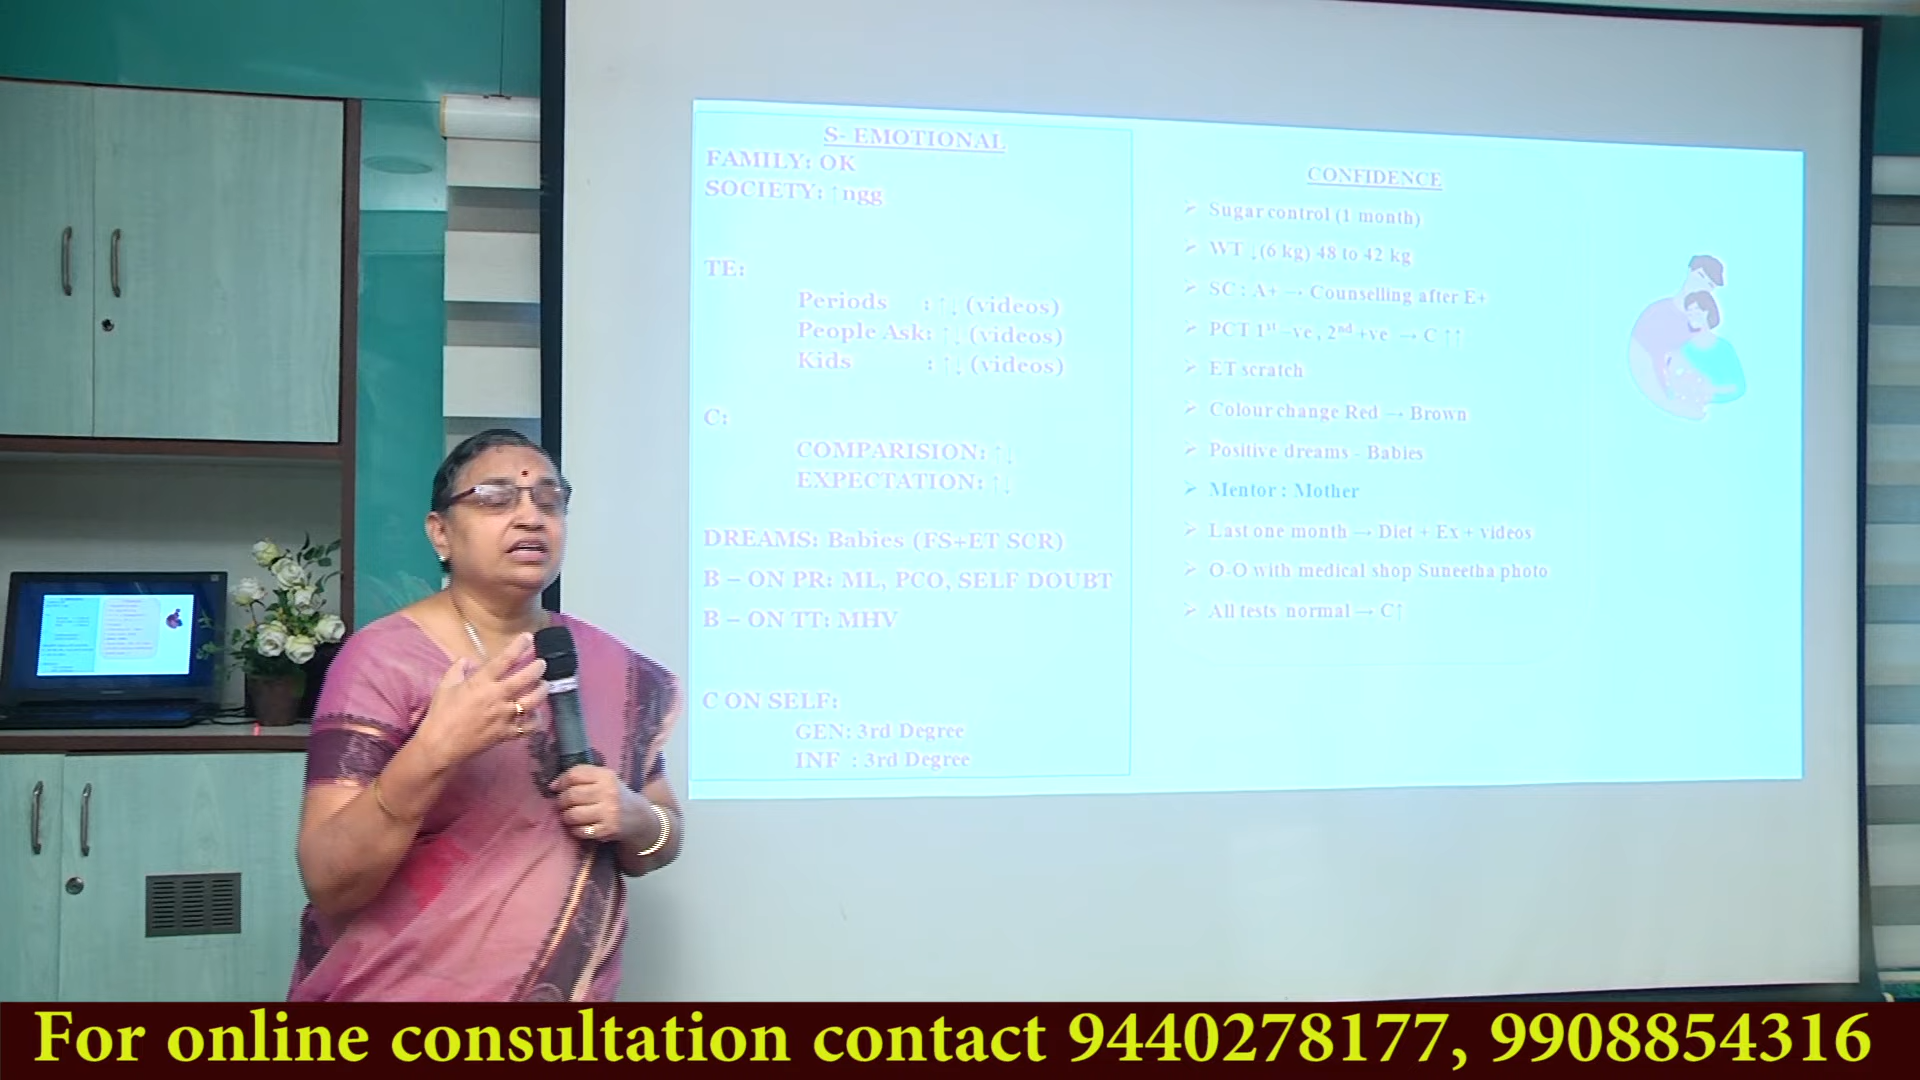 S- EMOTIONAL
FAMILY: OK
SOCIETY: ↑ngg
TE:
Periods : ↑↓ (videos)
People Ask: ↑↓ (videos)
Kids : ↑↓ (videos)
C:
COMPARISION: ↑↓
EXPECTATION: ↑↓
DREAMS: Babies (FS+ET SCR)
B – ON PR: ML, PCO, SELF DOUBT
B – ON TT: MHV
C ON SELF:
GEN: 3rd Degree
INF : 3rd Degree
CONFIDENCE
➢ Sugar control (1 month)
➢ WT ↓(6 kg) 48 to 42 kg
➢ SC : A+ → Counselling after E+
➢ PCT 1st –ve , 2nd +ve → C ↑↑
➢ ET scratch
➢ Colour change Red → Brown
➢ Positive dreams - Babies
➢ Mentor : Mother
➢ Last one month → Diet + Ex + videos
➢ O-O with medical shop Suneetha photo
➢ All tests normal → C↑
For online consultation contact 9440278177, 9908854316